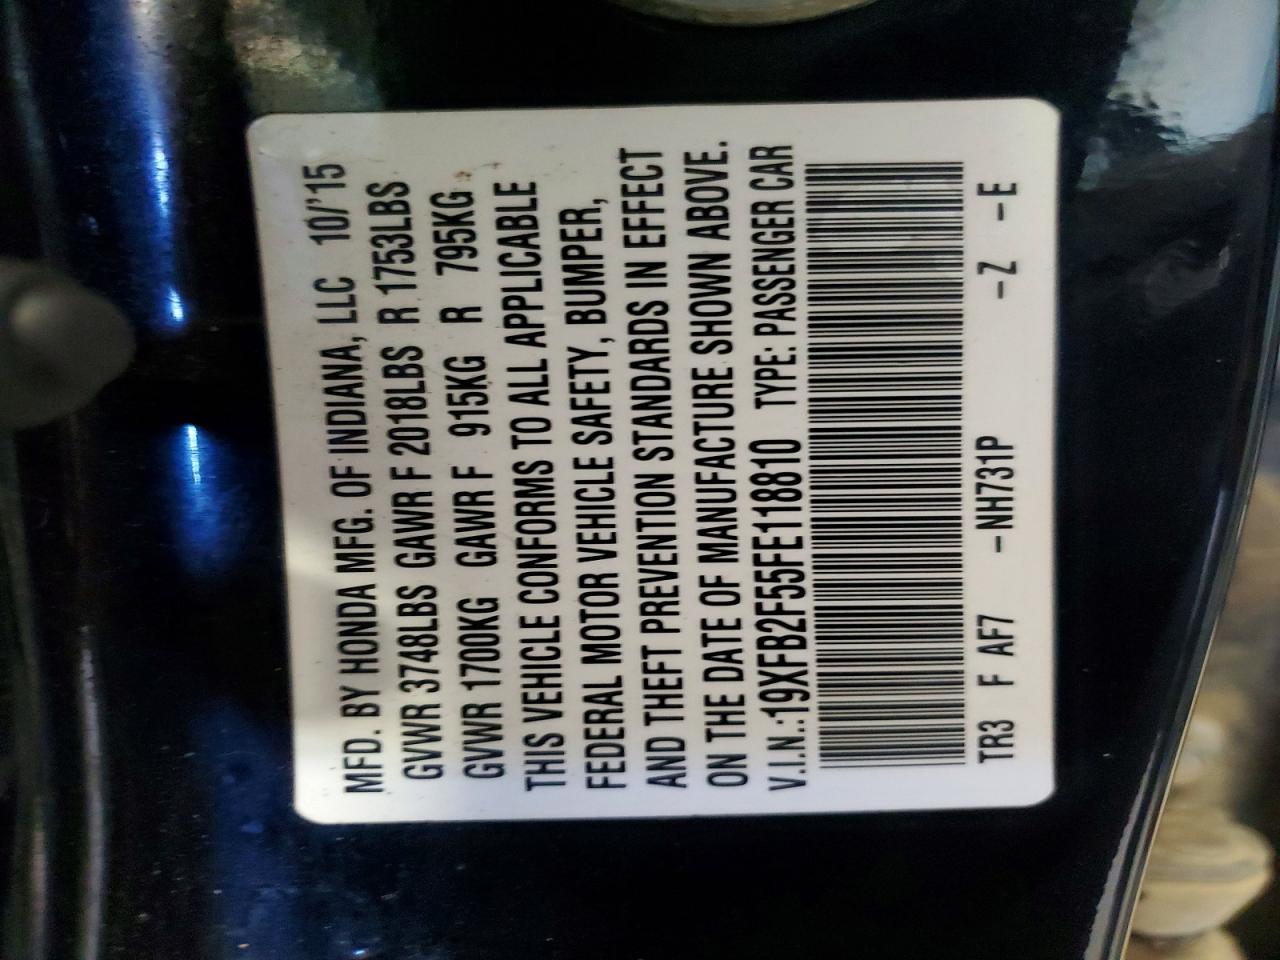 MFD. BY HONDA MFG. OF INDIANA, LLC 10/'15
GVWR 3748LBS GAWR F 2018LBS R 1753LBS
GVWR 1700KG GAWR F 915KG R 795KG
THIS VEHICLE CONFORMS TO ALL APPLICABLE
FEDERAL MOTOR VEHICLE SAFETY, BUMPER,
AND THEFT PREVENTION STANDARDS IN EFFECT
ON THE DATE OF MANUFACTURE SHOWN ABOVE.
V.I.N.:19XFB2F55FE118810 TYPE: PASSENGER CAR
TR3 F AF7 -NH731P -Z -E